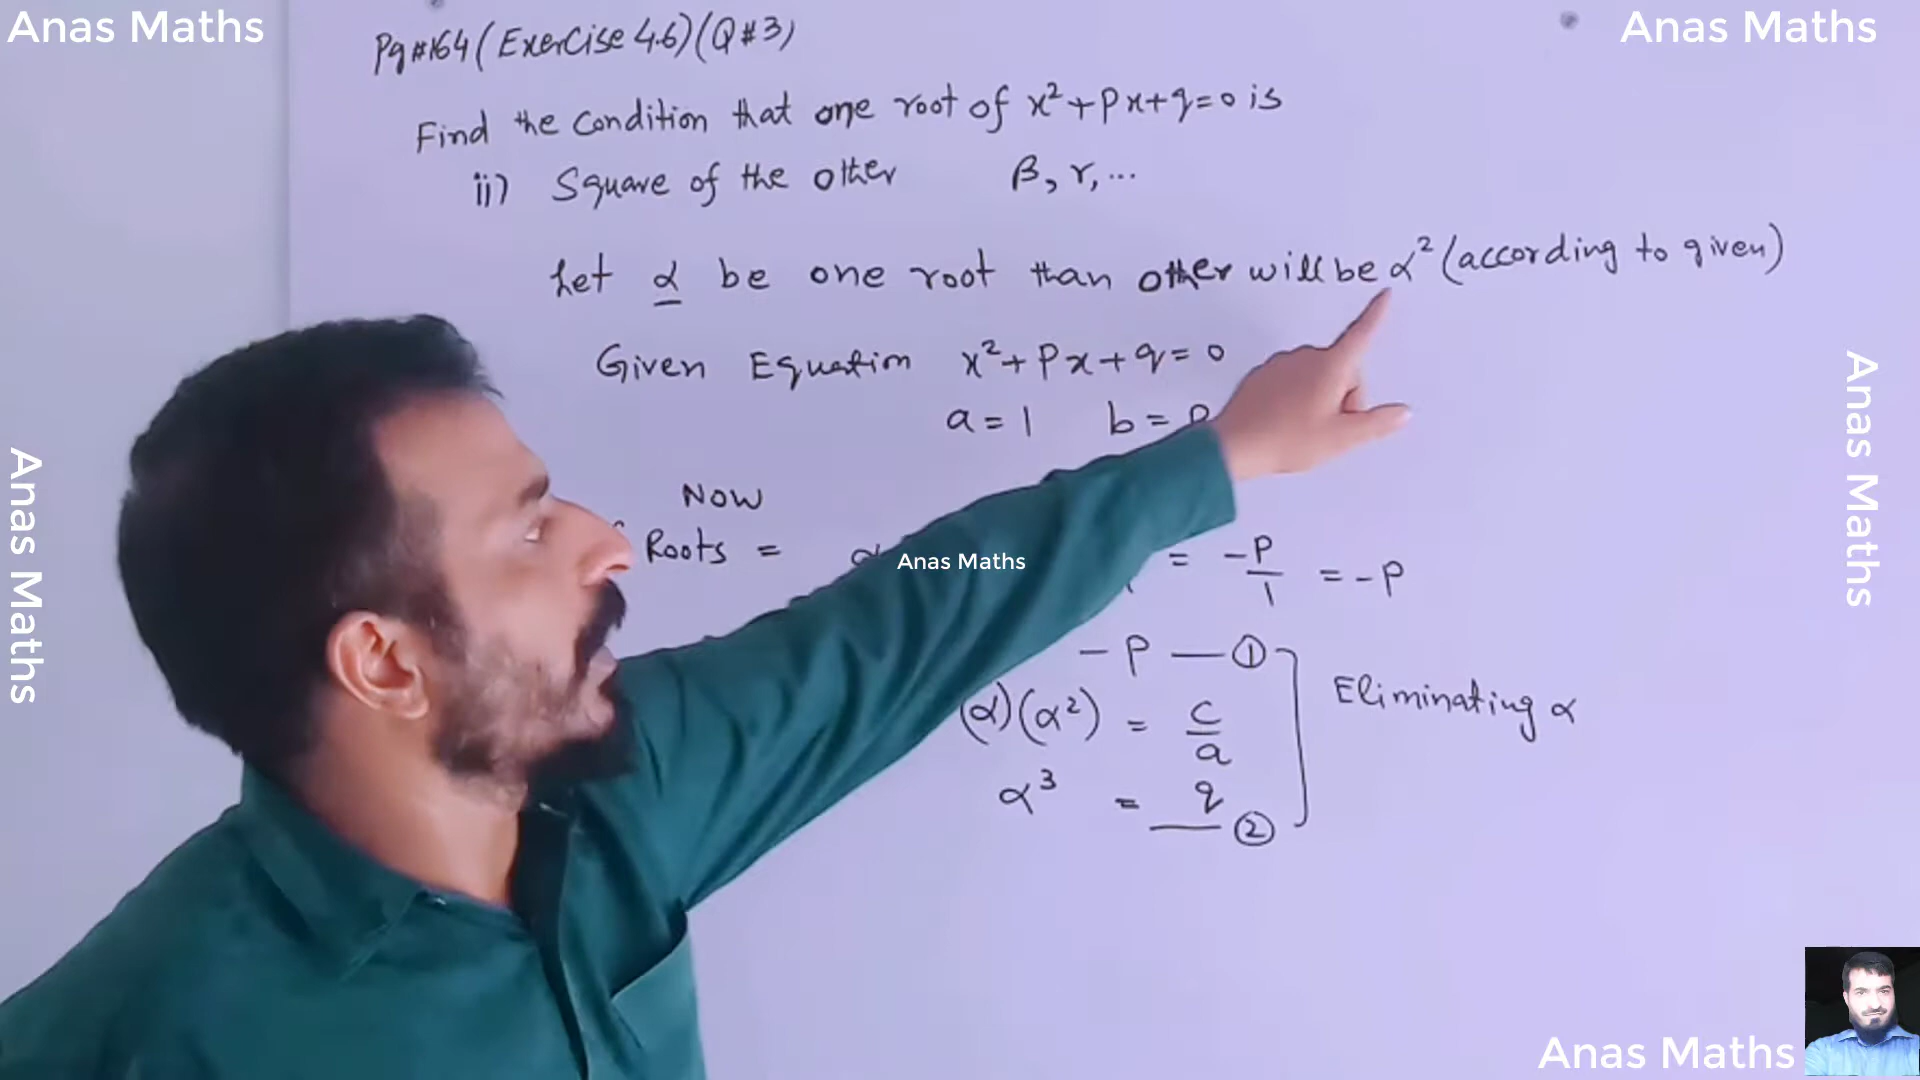 Anas Maths
Anas Maths
Pg#164 (Exercise 4.6) (Q#3)
Find the condition that one root of x²+px+q=0 is
ii) Square of the other β, γ, ...
Let α be one root than other will be α² (according to given)
Given Equation x²+px+q=0
a=1 b=p
Now
Roots = α = -P/1 = -P
-P — ①
(α)(α²) = c/a
Eliminating α
α³ = q — ②
Anas Maths
Anas Maths
Anas Maths
Anas Maths